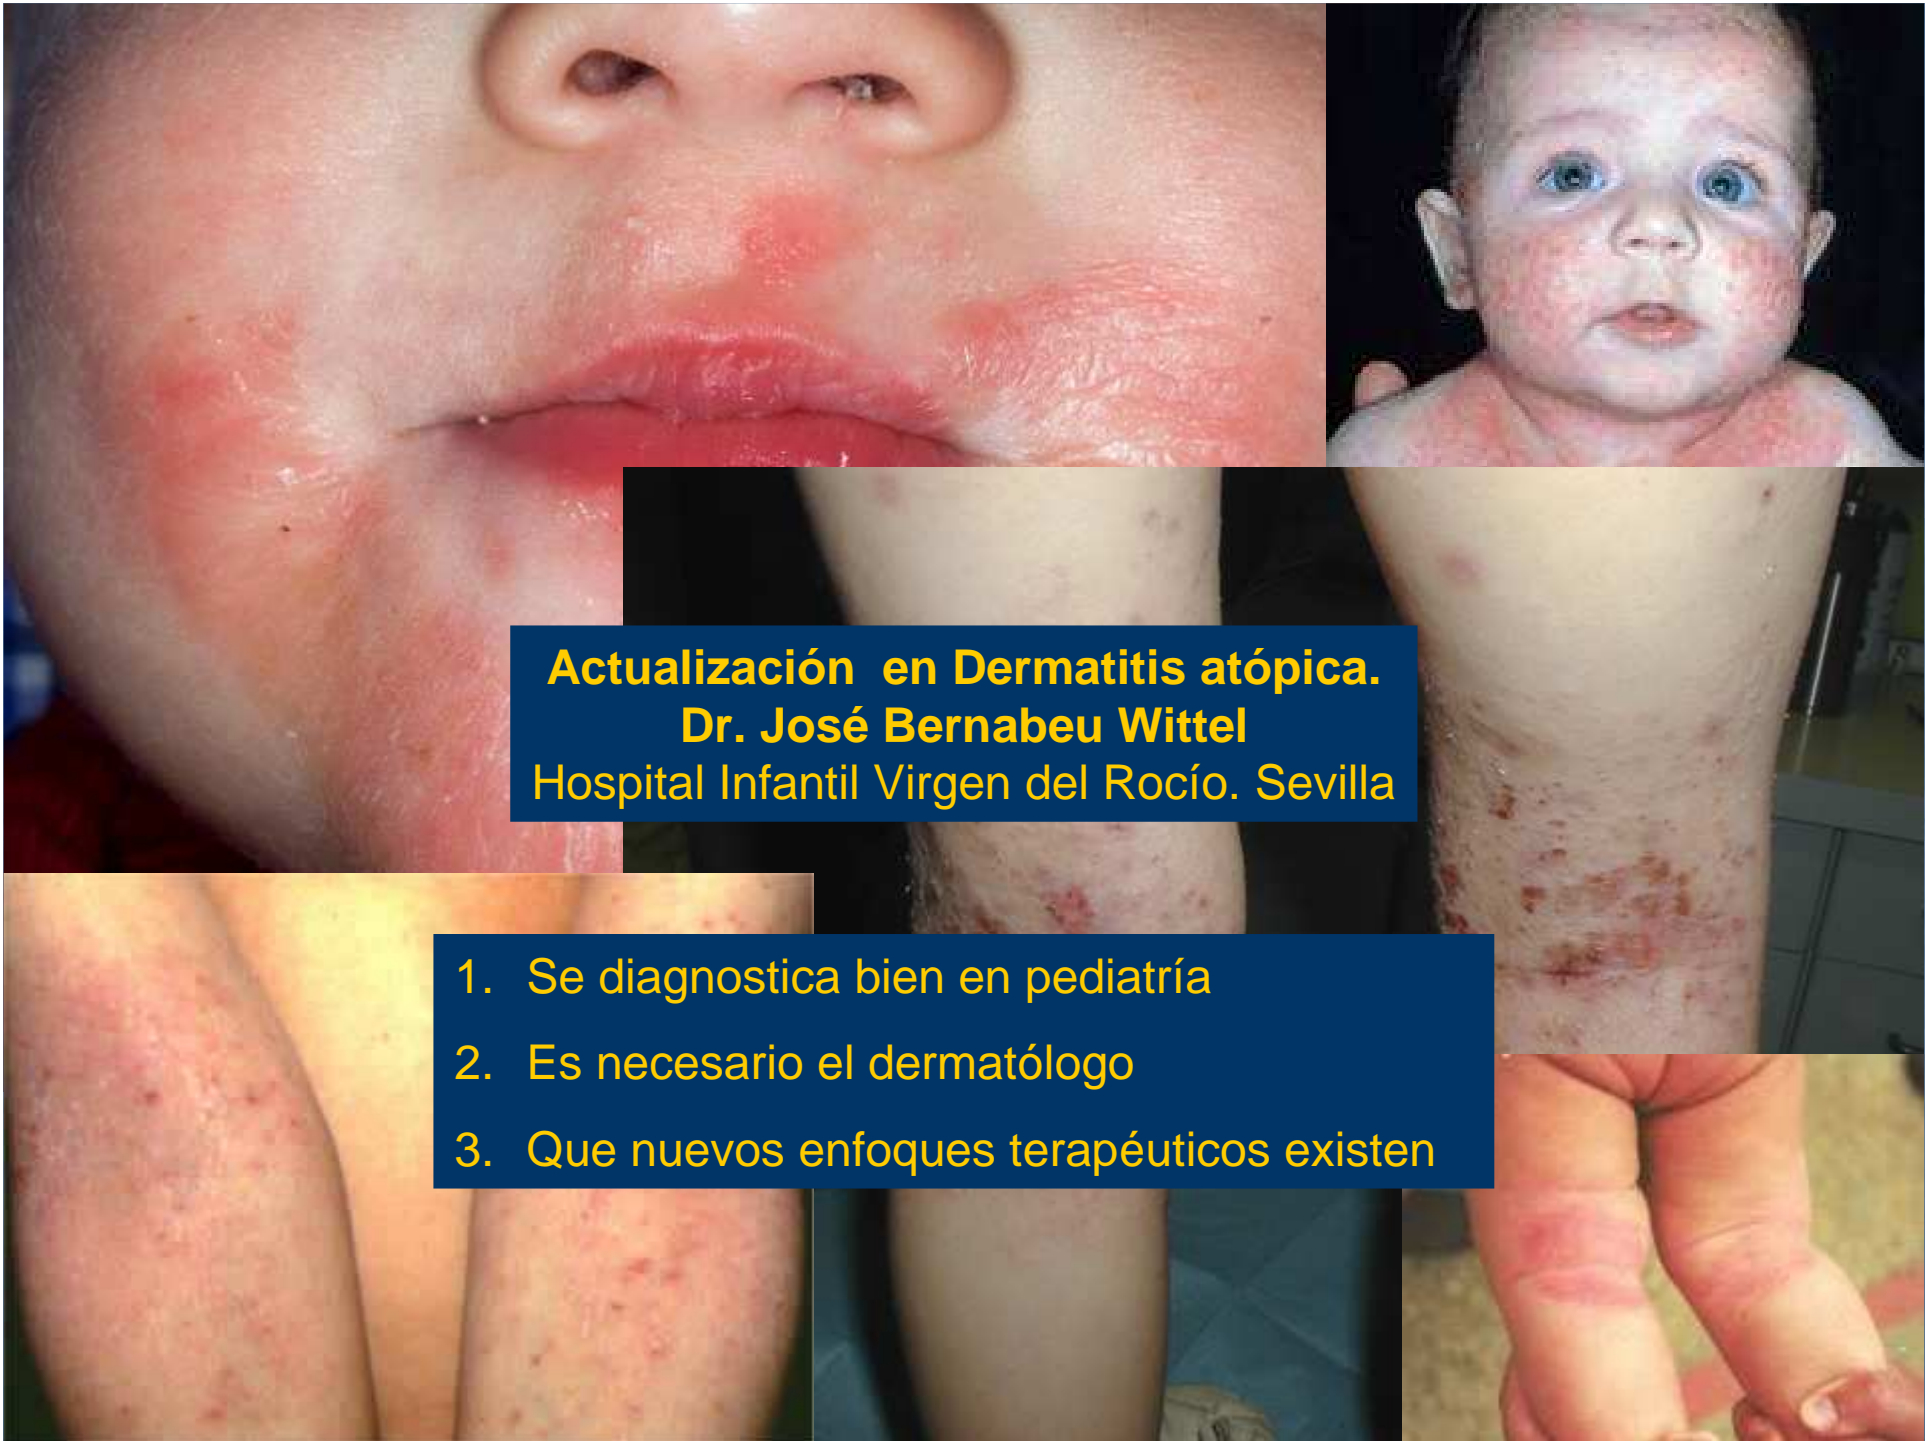 Actualización en Dermatitis atópica.
Dr. José Bernabeu Wittel
Hospital Infantil Virgen del Rocío. Sevilla
1. Se diagnostica bien en pediatría
2. Es necesario el dermatólogo
3. Que nuevos enfoques terapéuticos existen